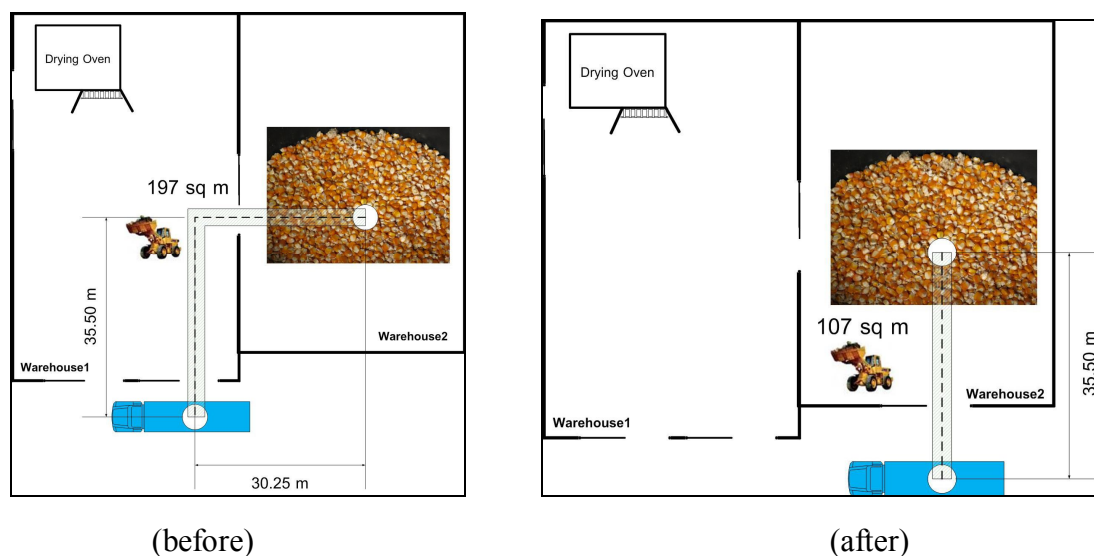 Drying Oven
197 sq m
35.50 m
Warehouse2
Warehouse1
30.25 m
(before)
Drying Oven
107 sq m
35.50 m
Warehouse2
Warehouse1
(after)